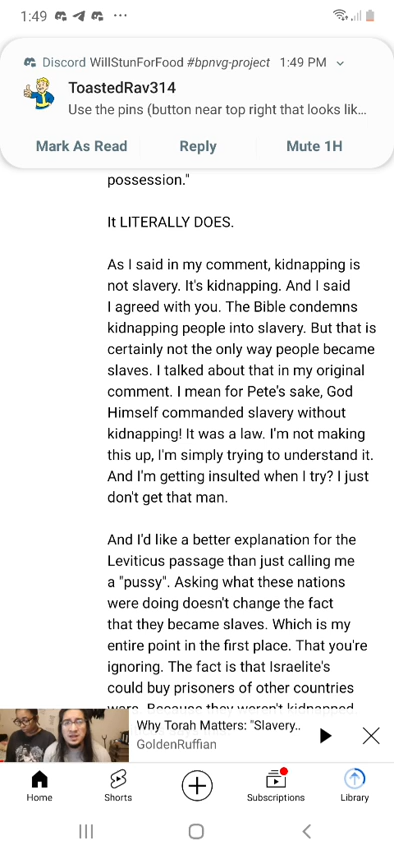 1:49
Discord WillStunForFood #bpnvg-project 1:49 PM
ToastedRav314
Use the pins (button near top right that looks lik...
Mark As Read Reply Mute 1H
possession."
It LITERALLY DOES.
As I said in my comment, kidnapping is
not slavery. It's kidnapping. And I said
I agreed with you. The Bible condemns
kidnapping people into slavery. But that is
certainly not the only way people became
slaves. I talked about that in my original
comment. I mean for Pete's sake, God
Himself commanded slavery without
kidnapping! It was a law. I'm not making
this up, I'm simply trying to understand it.
And I'm getting insulted when I try? I just
don't get that man.
And I'd like a better explanation for the
Leviticus passage than just calling me
a "pussy". Asking what these nations
were doing doesn't change the fact
that they became slaves. Which is my
entire point in the first place. That you're
ignoring. The fact is that Israelite's
could buy prisoners of other countries
wars. Because they weren't kidnapped
Why Torah Matters: "Slavery..
GoldenRuffian
Home Shorts Subscriptions Library